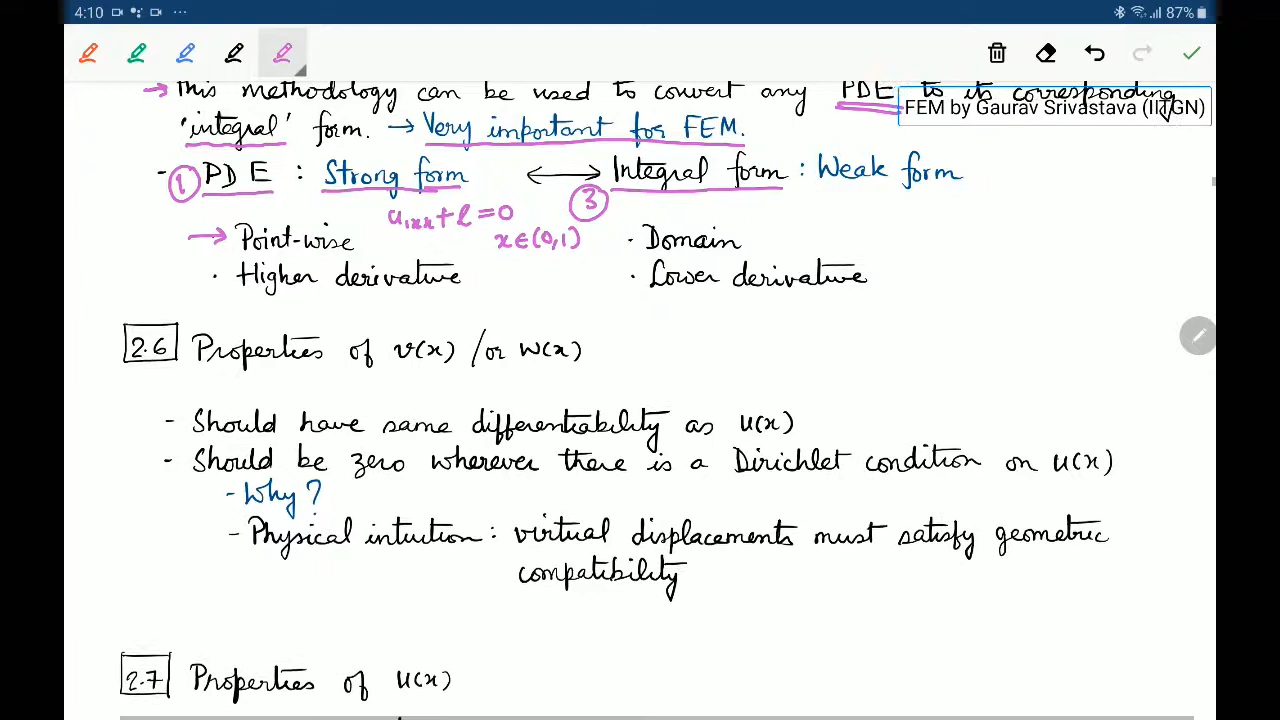 4:10 ... 87%
→ This methodology can be used to convert any PDE to its corresponding
FEM by Gaurav Srivastava (IITGN)
'integral' form. → Very important for FEM.
- ① PDE : Strong form ⟷ ③ Integral form : Weak form
u,xx + l = 0
→ Point-wise x ∈ (0,1) · Domain
· Higher derivative · Lower derivative
2.6 Properties of v(x) / or w(x)
- Should have same differentiability as u(x)
- Should be zero wherever there is a Dirichlet condition on u(x)
- Why?
- Physical intuition : virtual displacements must satisfy geometric
compatibility
2.7 Properties of u(x)